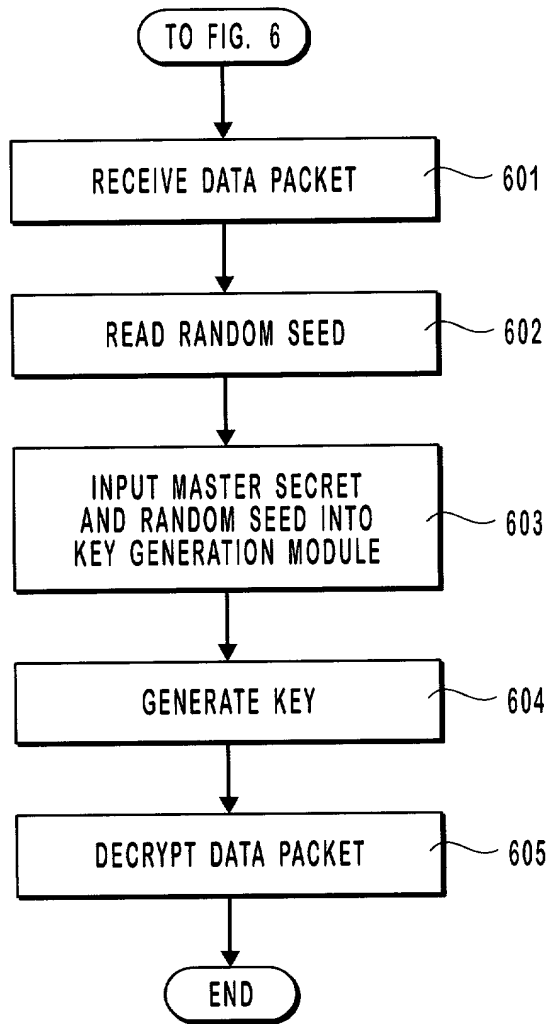 TO FIG. 6
RECEIVE DATA PACKET
601
READ RANDOM SEED
602
INPUT MASTER SECRET
AND RANDOM SEED INTO
KEY GENERATION MODULE
603
GENERATE KEY
604
DECRYPT DATA PACKET
605
END